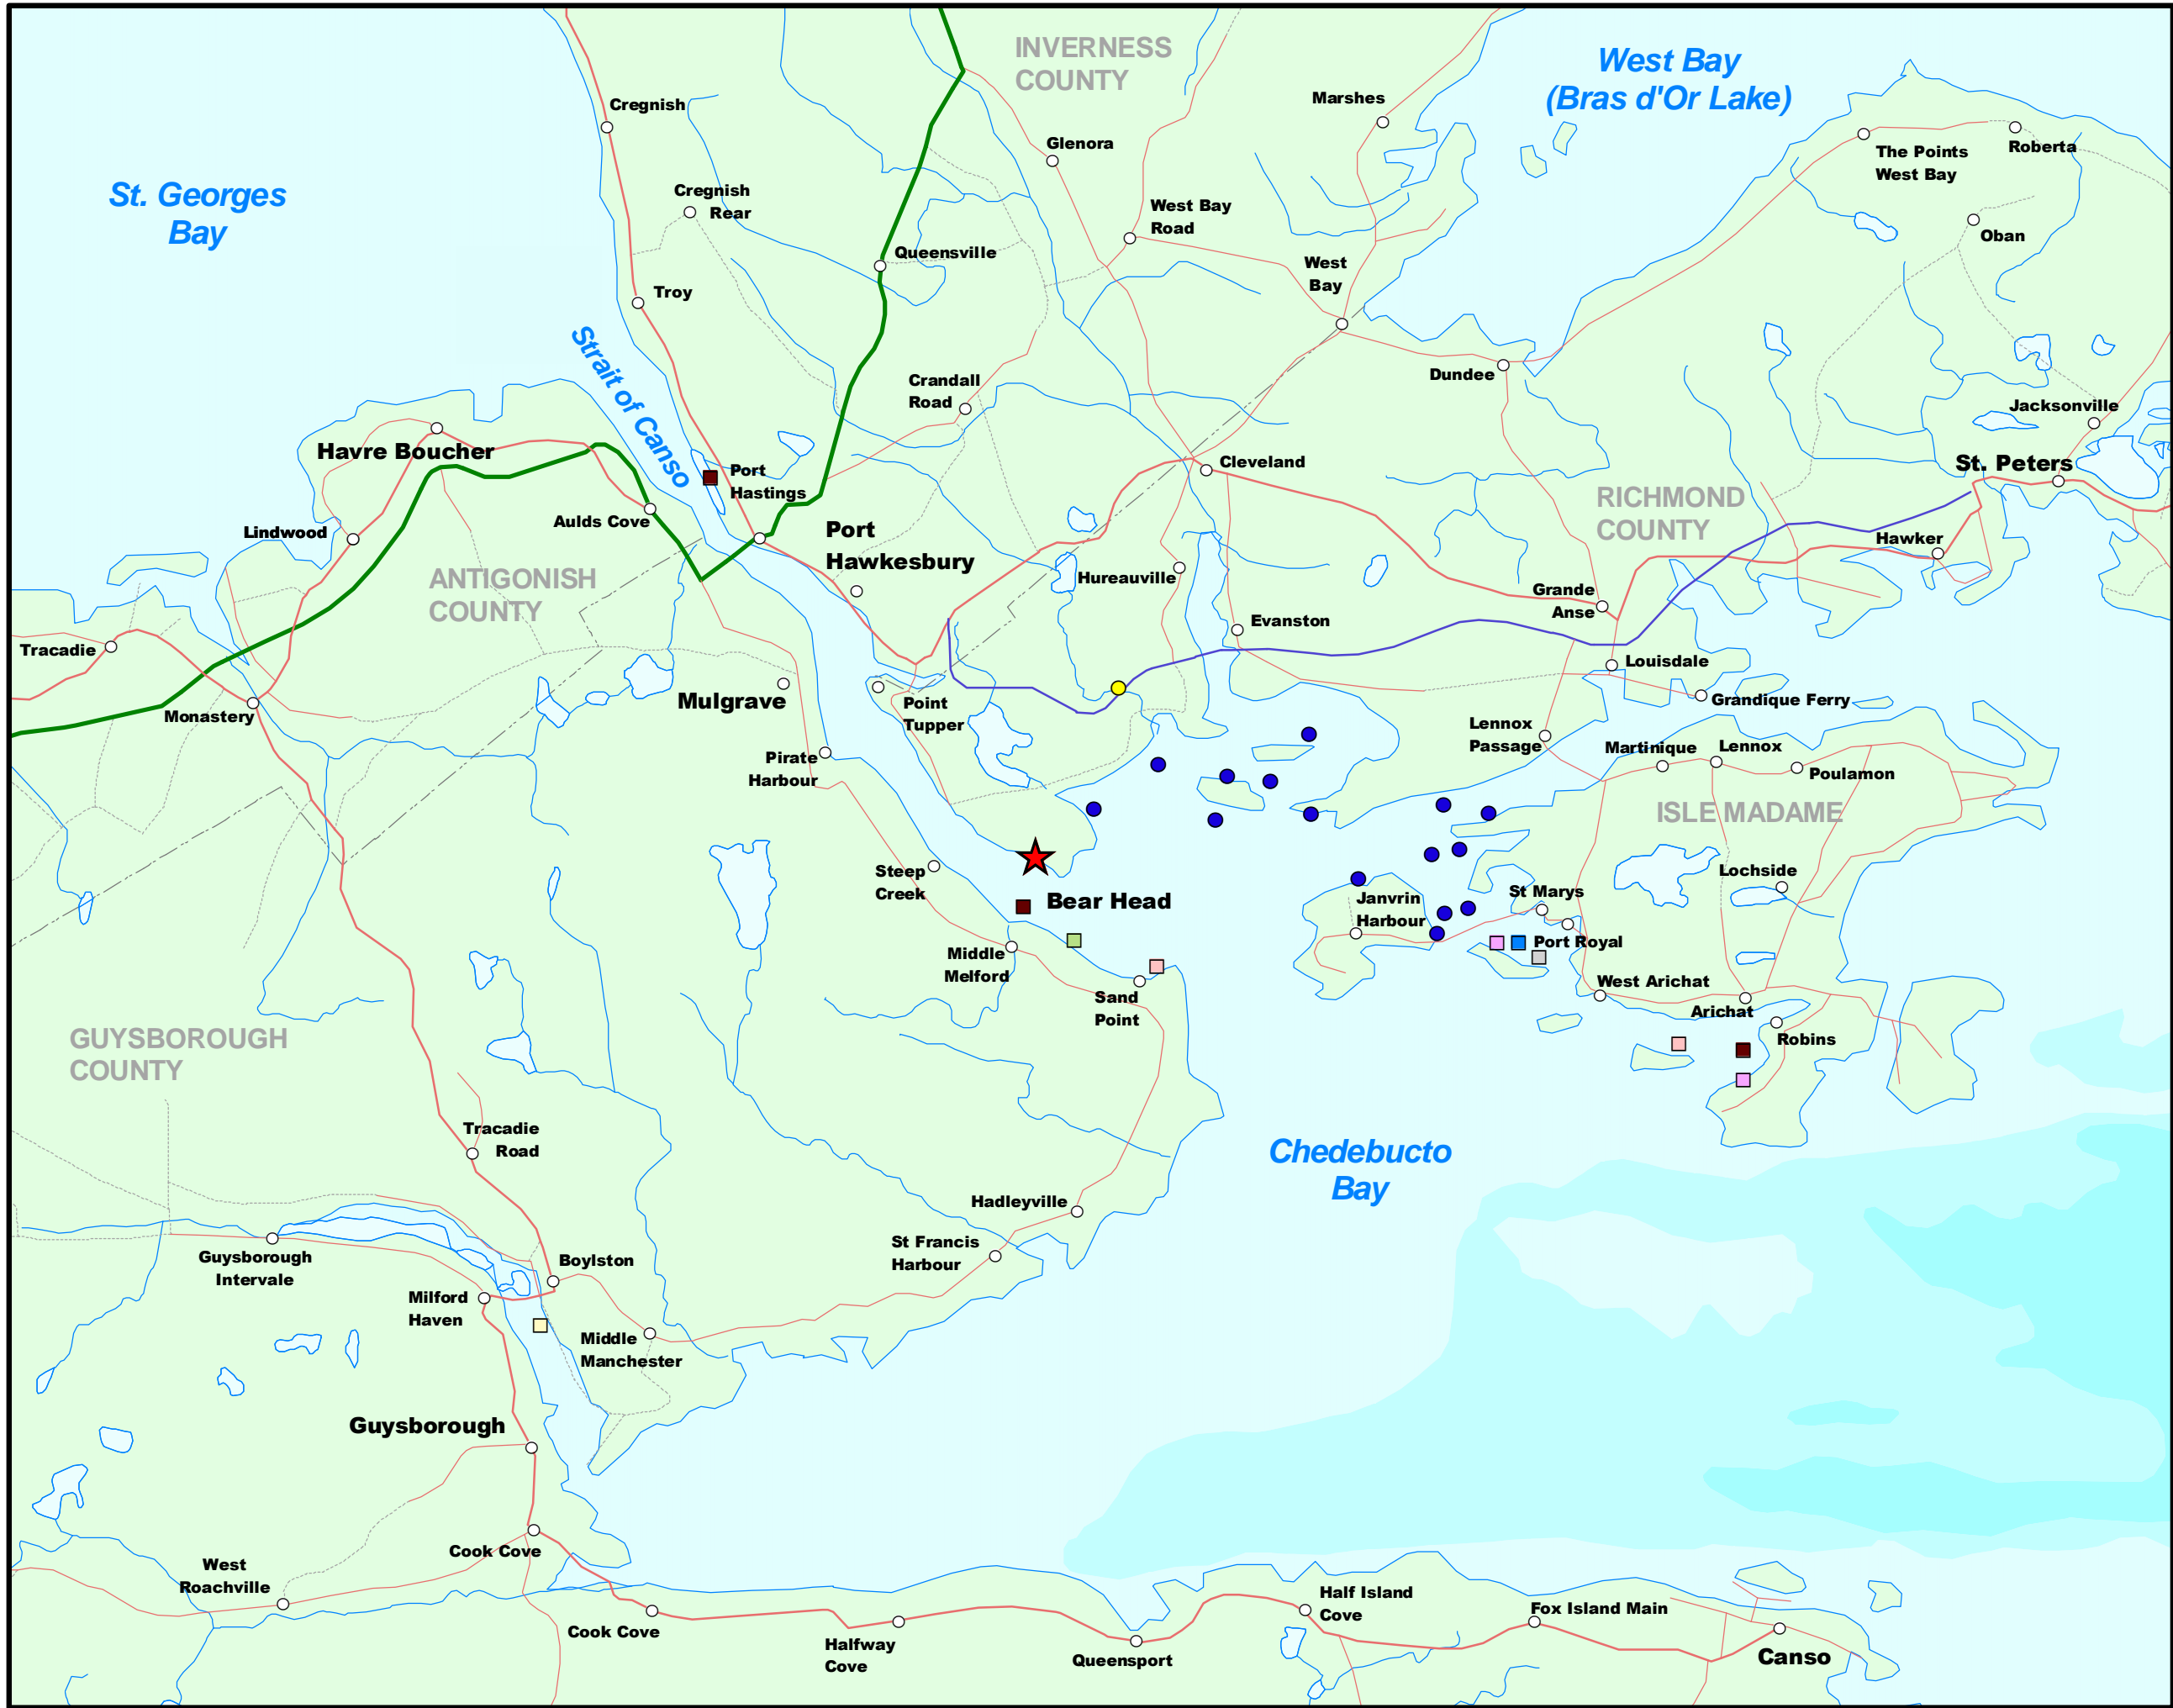 INVERNESS
COUNTY
West Bay
(Bras d'Or Lake)
Cregnish
Marshes
Glenora
The Points
West Bay
Roberta
St. Georges
Bay
Cregnish
Rear
West Bay
Road
Oban
Queensville
West
Bay
Troy
Strait of Canso
Crandall
Road
Dundee
Jacksonville
Havre Boucher
Port
Hastings
Cleveland
St. Peters
RICHMOND
COUNTY
Aulds Cove
Lindwood
Port
Hawkesbury
Hawker
ANTIGONISH
COUNTY
Hureauville
Grande
Anse
Evanston
Tracadie
Louisdale
Mulgrave
Grandique Ferry
Monastery
Point
Tupper
Lennox
Passage
Martinique
Lennox
Poulamon
Pirate
Harbour
ISLE MADAME
Steep
Creek
Lochside
Bear Head
Janvrin
Harbour
St Marys
Port Royal
Middle
Melford
Sand
Point
West Arichat
Arichat
Robins
GUYSBOROUGH
COUNTY
Tracadie
Road
Chedebucto
Bay
Hadleyville
St Francis
Harbour
Guysborough
Intervale
Boylston
Milford
Haven
Middle
Manchester
Guysborough
Cook Cove
West
Roachville
Cook Cove
Halfway
Cove
Queensport
Half Island
Cove
Fox Island Main
Canso